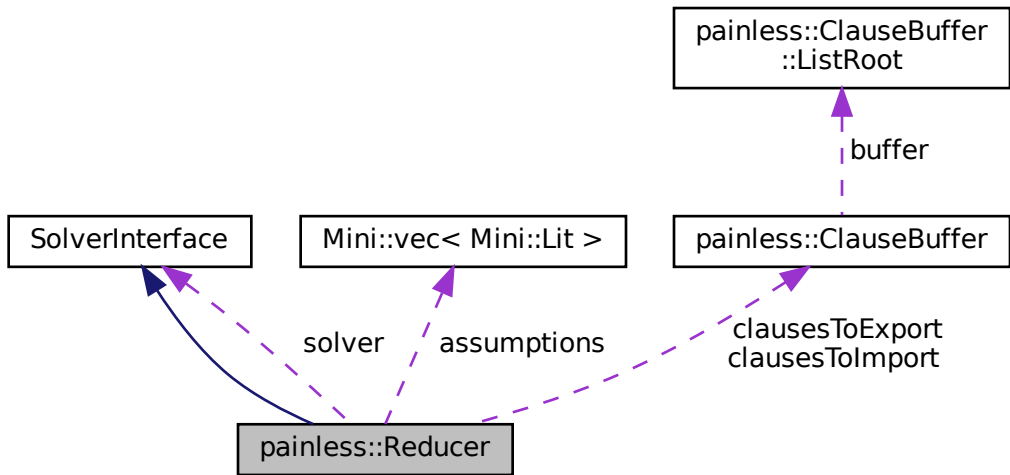 painless::ClauseBuffer
::ListRoot
buffer
SolverInterface
Mini::vec< Mini::Lit >
painless::ClauseBuffer
solver
assumptions
clausesToExport
clausesToImport
painless::Reducer